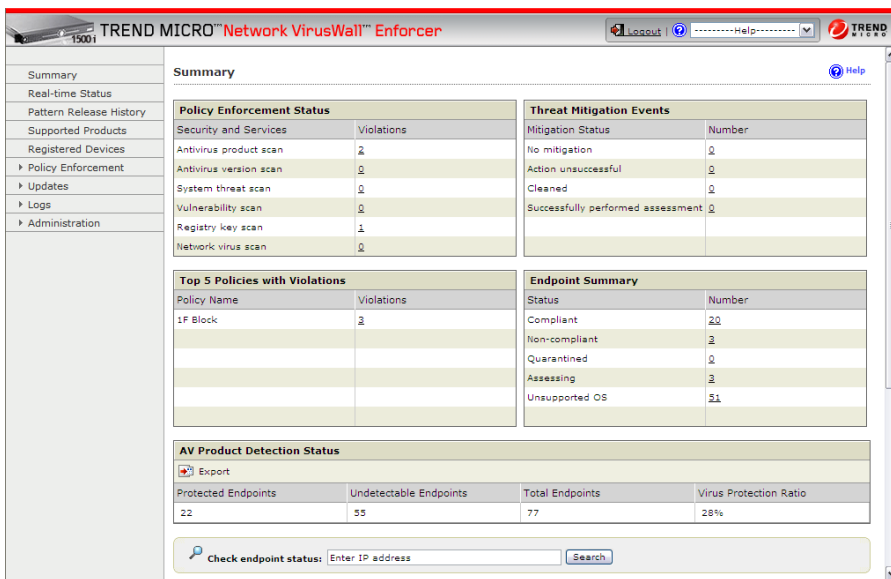 1500i TREND MICRO™ Network VirusWall™ Enforcer
Logout | ? ---------Help---------
TREND MICRO
Summary
Real-time Status
Pattern Release History
Supported Products
Registered Devices
Policy Enforcement
Updates
Logs
Administration
Summary
? Help
Policy Enforcement Status
Security and Services Violations
Antivirus product scan 2
Antivirus version scan 0
System threat scan 0
Vulnerability scan 0
Registry key scan 1
Network virus scan 0
Threat Mitigation Events
Mitigation Status Number
No mitigation 0
Action unsuccessful 0
Cleaned 0
Successfully performed assessment 0
Top 5 Policies with Violations
Policy Name Violations
1F Block 3
Endpoint Summary
Status Number
Compliant 20
Non-compliant 3
Quarantined 0
Assessing 3
Unsupported OS 51
AV Product Detection Status
Export
Protected Endpoints Undetectable Endpoints Total Endpoints Virus Protection Ratio
22 55 77 28%
Check endpoint status: Enter IP address Search